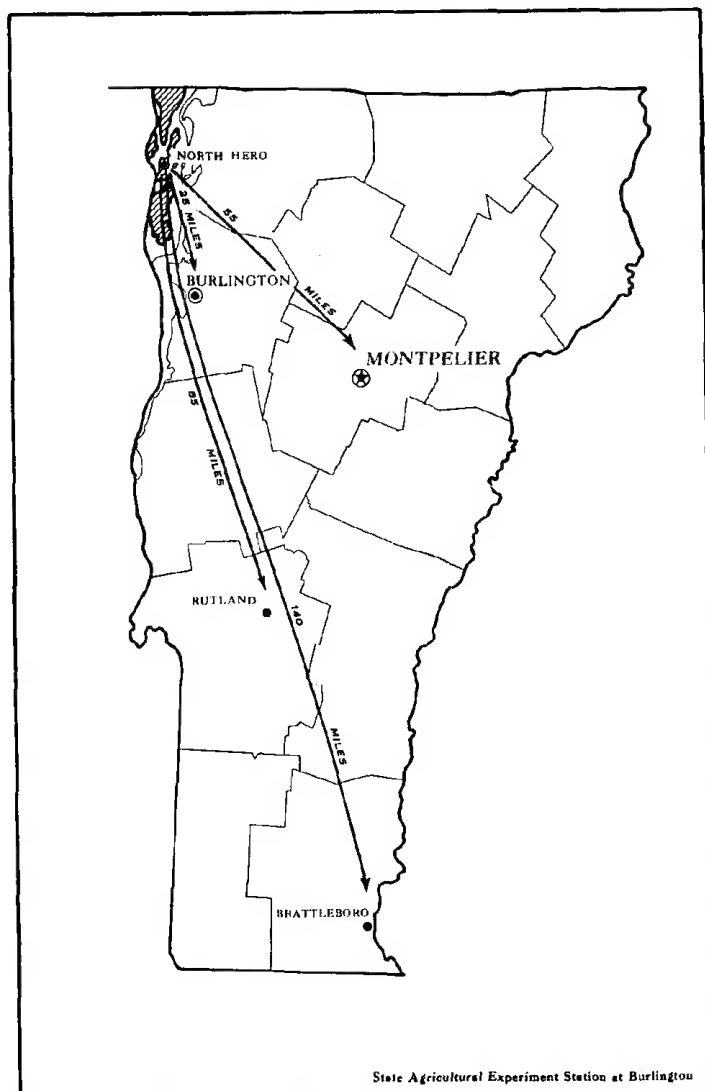 NORTH HERO
25 MILES
55
MILES
BURLINGTON
MONTPELIER
85
MILES
RUTLAND
140
MILES
BRATTLEBORO
State Agricultural Experiment Station at Burlington